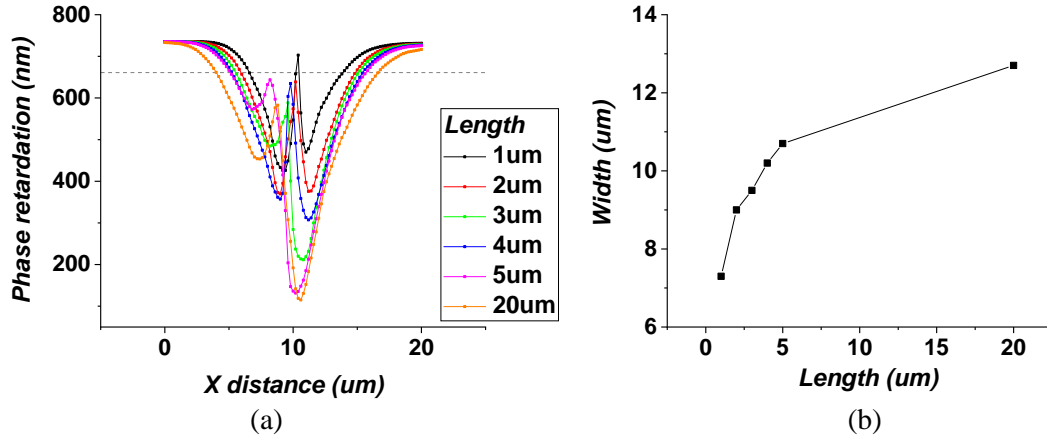 800
600
400
200
Phase retardation (nm)
0
10
20
X distance (um)
Length
1um
2um
3um
4um
5um
20um
(a)
14
12
10
8
6
Width (um)
0
5
10
15
20
Length (um)
(b)